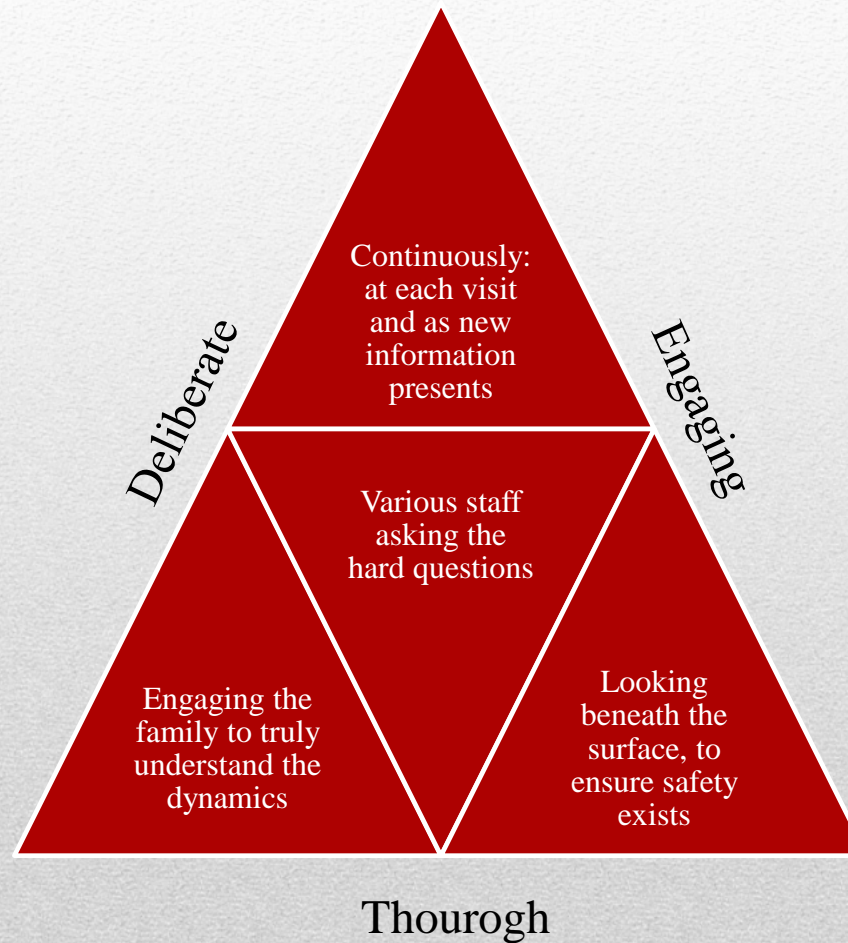 Continuously:
at each visit
and as new
information
presents
Deliberate
Engaging
Various staff
asking the
hard questions
Engaging the
family to truly
understand the
dynamics
Looking
beneath the
surface, to
ensure safety
exists
Thourogh